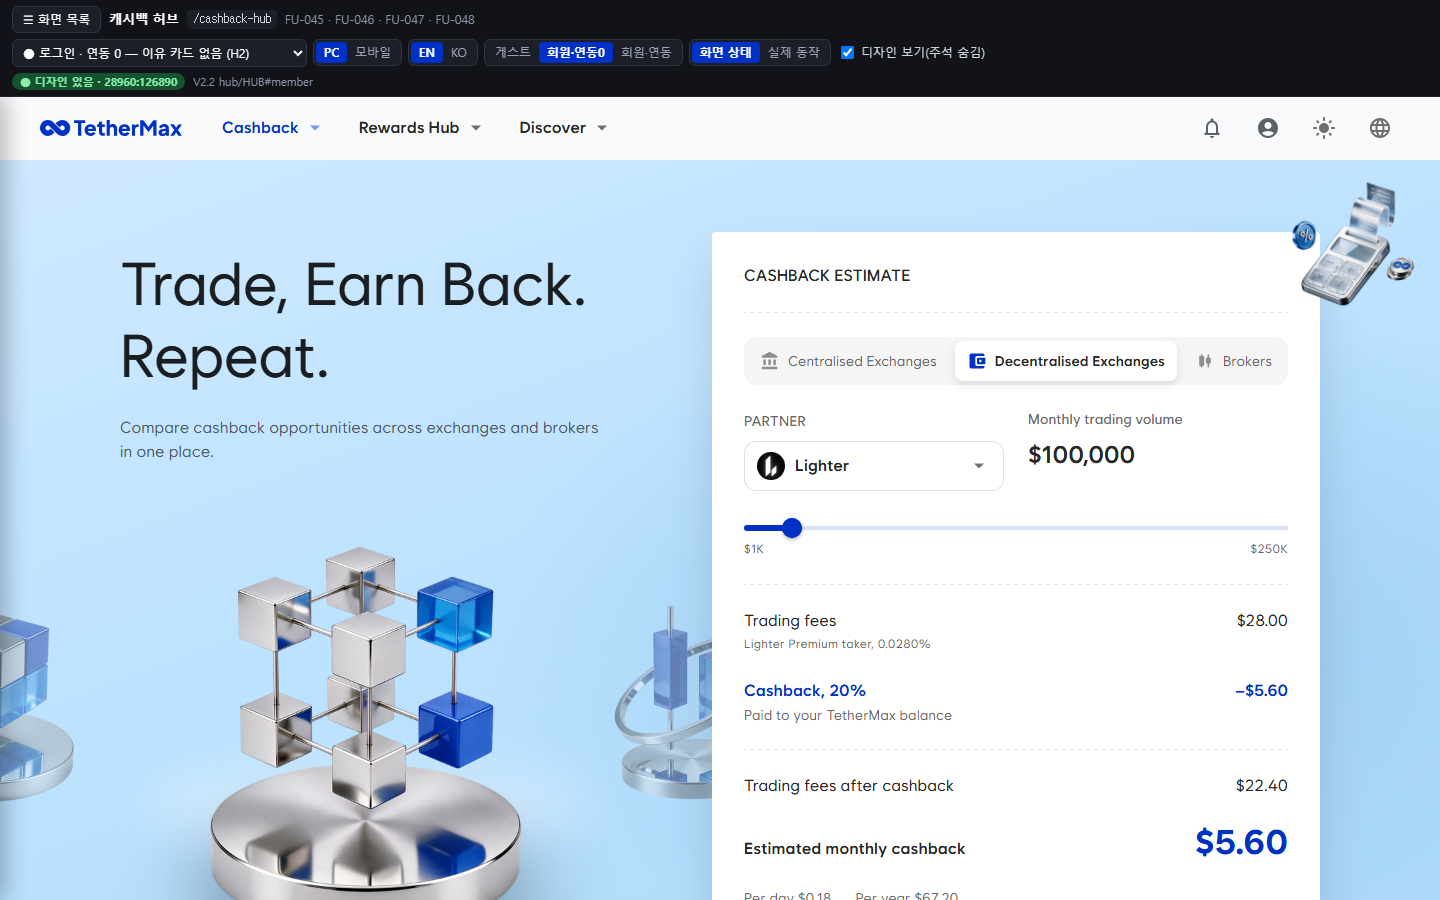 ☰ 화면 목록 캐시백 허브 /cashback-hub FU-045 · FU-046 · FU-047 · FU-048
● 로그인 · 연동 0 — 이유 카드 없음 (H2) PC 모바일 EN KO 게스트 회원·연동0 회원·연동 화면 상태 실제 동작 디자인 보기(주석 숨김)
● 디자인 있음 · 28960:126890 V2.2 hub/HUB#member
TetherMax Cashback Rewards Hub Discover
Trade, Earn Back.
Repeat.
Compare cashback opportunities across exchanges and brokers
in one place.
CASHBACK ESTIMATE
Centralised Exchanges Decentralised Exchanges Brokers
PARTNER Monthly trading volume
Lighter $100,000
$1K $250K
Trading fees $28.00
Lighter Premium taker, 0.0280%
Cashback, 20% −$5.60
Paid to your TetherMax balance
Trading fees after cashback $22.40
Estimated monthly cashback $5.60
Per day $0.18 Per year $67.20